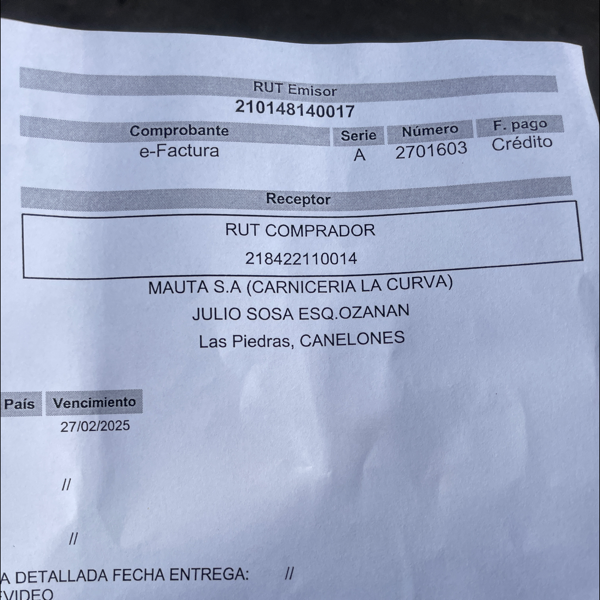 RUT Emisor
210148140017
Comprobante Serie Número F. pago
e-Factura A 2701603 Crédito
Receptor
RUT COMPRADOR
218422110014
MAUTA S.A (CARNICERIA LA CURVA)
JULIO SOSA ESQ.OZANAN
Las Piedras, CANELONES
País Vencimiento
27/02/2025
//
//
A DETALLADA FECHA ENTREGA: //
EVIDEO